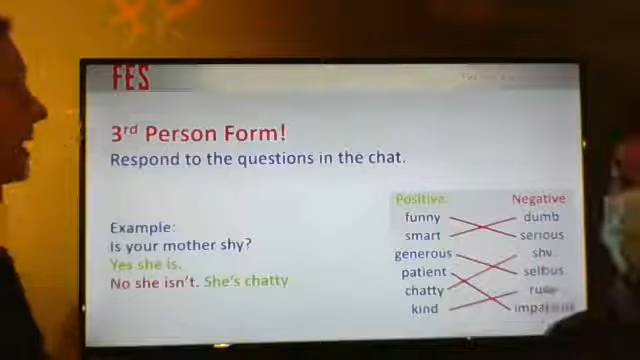 FES
3rd Person Form!
Respond to the questions in the chat.
Example:
Is your mother shy?
Yes she is.
No she isn't. She's chatty
Positive: Negative
funny dumb
smart serious
generous shy
patient
chatty
kind